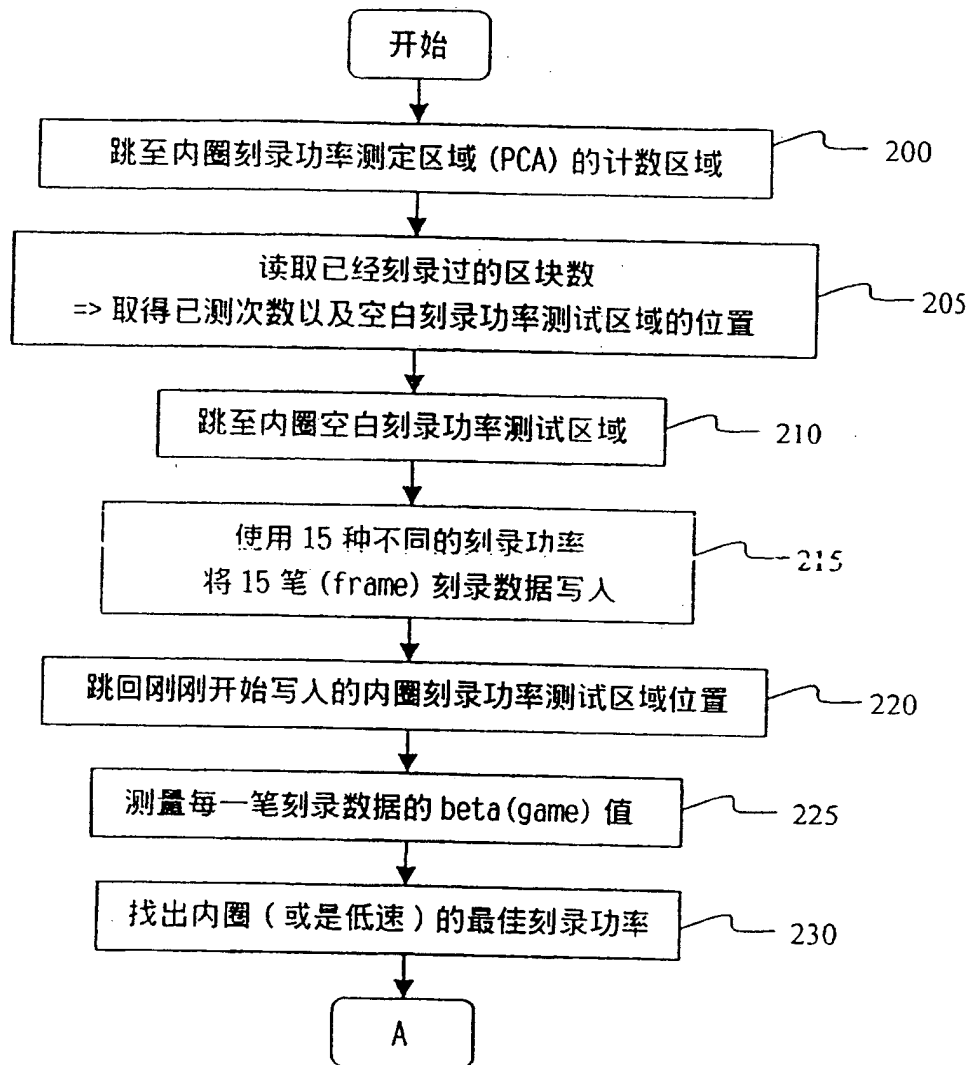 开始
跳至内圈刻录功率测定区域(PCA)的计数区域
200
读取已经刻录过的区块数
=> 取得已测次数以及空白刻录功率测试区域的位置
205
跳至内圈空白刻录功率测试区域
210
使用 15 种不同的刻录功率
将 15 笔(frame)刻录数据写入
215
跳回刚刚开始写入的内圈刻录功率测试区域位置
220
测量每一笔刻录数据的 beta(game) 值
225
找出内圈（或是低速）的最佳刻录功率
230
A